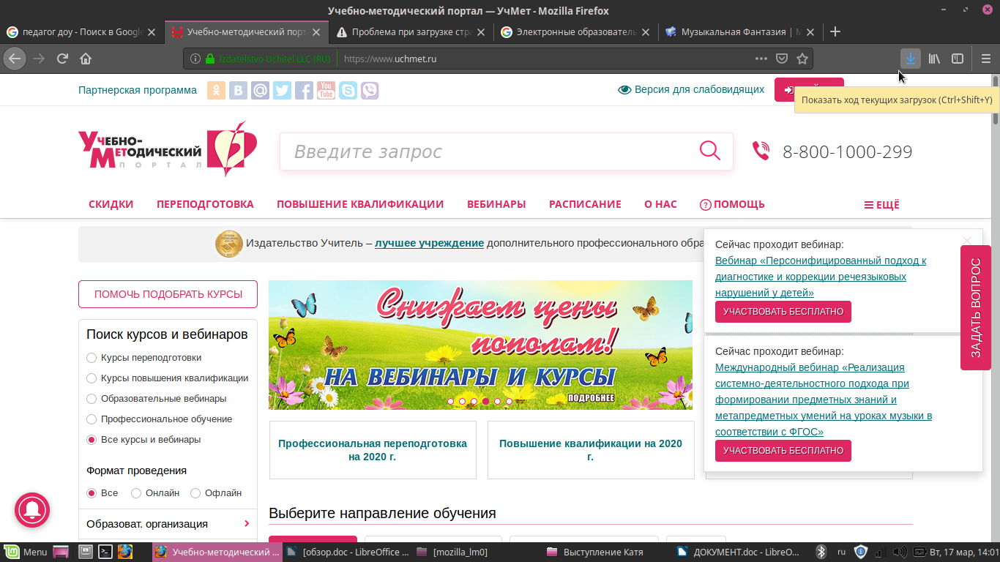 Учебно-методический портал — УчМет - Mozilla Firefox
педагог доу - Поиск в Google
Учебно-методический порт
Проблема при загрузке стра
Электронные образователь
Музыкальная Фантазия | М
Izdatelstvo Uchitel LLC (RU)
https://www.uchmet.ru
Партнерская программа
You Tube
Версия для слабовидящих
Показать ход текущих загрузок (Ctrl+Shift+Y)
УЧЕБНО-МЕТОДИЧЕСКИЙ
ПОРТАЛ
Введите запрос
8-800-1000-299
СКИДКИ ПЕРЕПОДГОТОВКА ПОВЫШЕНИЕ КВАЛИФИКАЦИИ ВЕБИНАРЫ РАСПИСАНИЕ О НАС ? ПОМОЩЬ ЕЩЁ
Издательство Учитель – лучшее учреждение дополнительного профессионального обра
Сейчас проходит вебинар:
Вебинар «Персонифицированный подход к
диагностике и коррекции речеязыковых
нарушений у детей»
УЧАСТВОВАТЬ БЕСПЛАТНО
Сейчас проходит вебинар:
Международный вебинар «Реализация
системно-деятельностного подхода при
формировании предметных знаний и
метапредметных умений на уроках музыки в
соответствии с ФГОС»
УЧАСТВОВАТЬ БЕСПЛАТНО
ЗАДАТЬ ВОПРОС
ПОМОЧЬ ПОДОБРАТЬ КУРСЫ
Поиск курсов и вебинаров
Курсы переподготовки
Курсы повышения квалификации
Образовательные вебинары
Профессиональное обучение
Все курсы и вебинары
Формат проведения
Все Онлайн Офлайн
Образоват. организация
Снижаем цены
пополам!
НА ВЕБИНАРЫ И КУРСЫ
ПОДРОБНЕЕ
Профессиональная переподготовка
на 2020 г.
Повышение квалификации на 2020
г.
Выберите направление обучения
Menu
Учебно-методический ...
[обзор.doc - LibreOffice ...
[mozilla_lm0]
Выступление Катя
ДОКУМЕНТ.doc - LibreO...
ru
Вт, 17 мар, 14:01